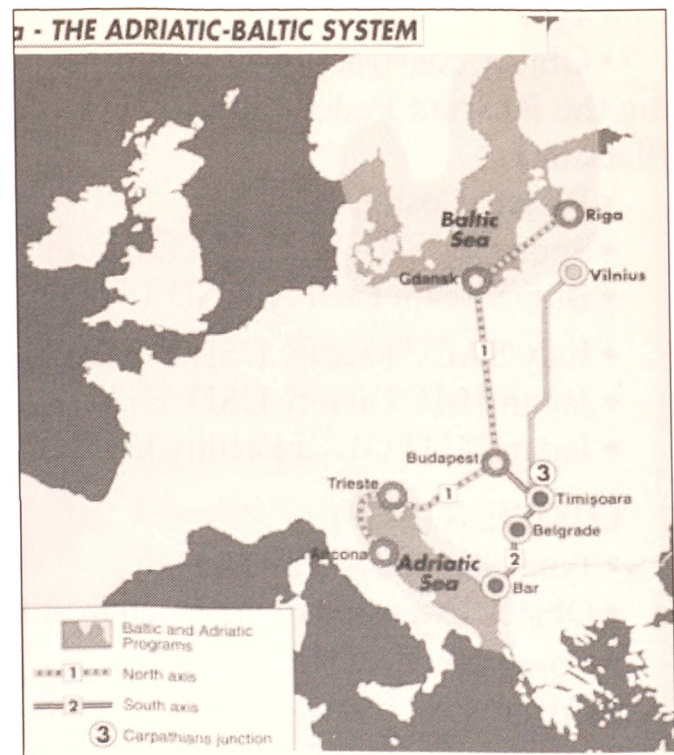 a - THE ADRIATIC-BALTIC SYSTEM
Baltic
Sea
Riga
Gdansk
Vilnius
1
Budapest
3
Trieste
1
Timişoara
Belgrade
Ancona
Adriatic
Sea
2
Bar
Baltic and Adriatic
Programs
1 North axis
2 South axis
3 Carpathians junction